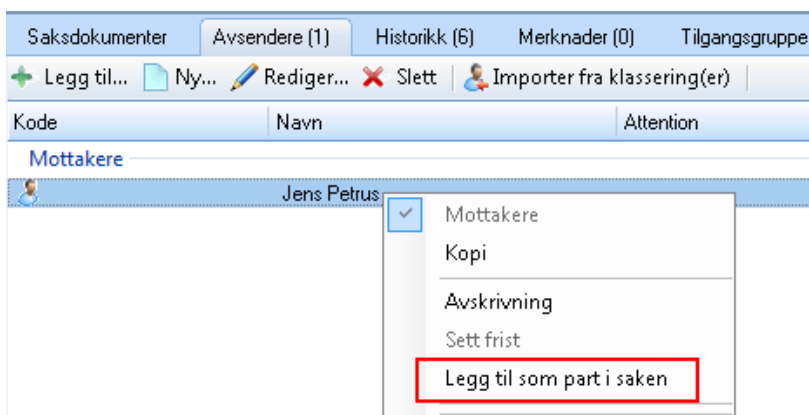 Saksdokumenter Avsendere (1) Historikk (6) Merknader (0) Tilgangsgruppe
Legg til... Ny... Rediger... Slett Importer fra klassering(er)
Kode Navn Attention
Mottakere
Jens Petrus
Mottakere
Kopi
Avskrivning
Sett frist
Legg til som part i saken